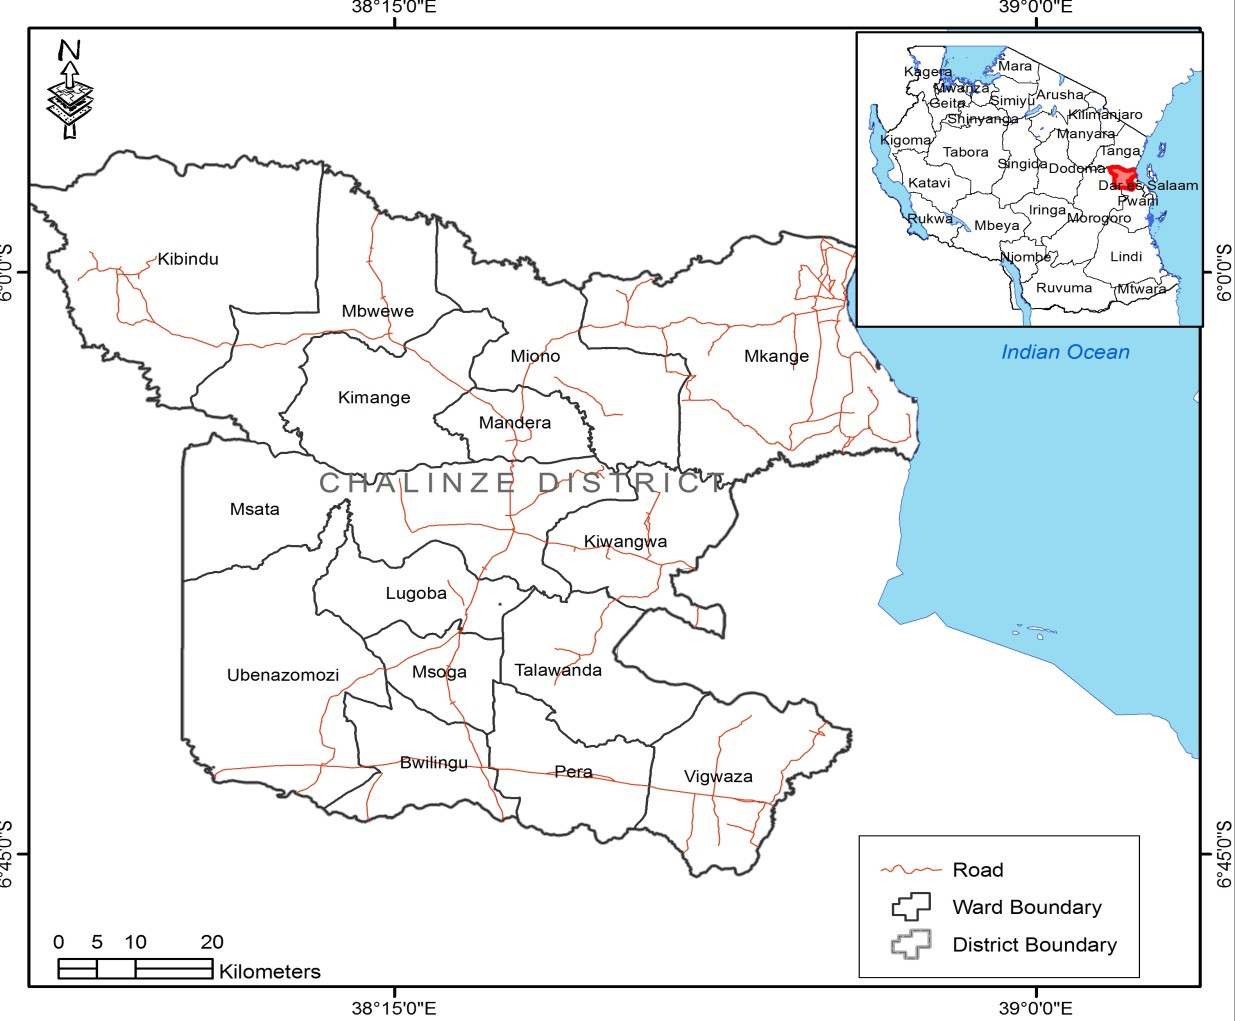 38°15'0"E
39°0'0"E
N
Kagera
Mara
Mwanza
Geita
Simiyu
Arusha
Shinyanga
Kilimanjaro
Manyara
Kigoma
Tabora
Tanga
Singida
Dodoma
Katavi
Dar es Salaam
Pwani
Rukwa
Iringa
Morogoro
Mbeya
Njombe
Lindi
Ruvuma
Mtwara
6°0'0"S
6°0'0"S
Kibindu
Mbwewe
Miono
Mkange
Indian Ocean
Kimange
Mandera
CHALINZE DISTRICT
Msata
Kiwangwa
Lugoba
Ubenazomozi
Msoga
Talawanda
Bwilingu
Pera
Vigwaza
6°45'0"S
6°45'0"S
Road
Ward Boundary
District Boundary
0 5 10 20
Kilometers
38°15'0"E
39°0'0"E